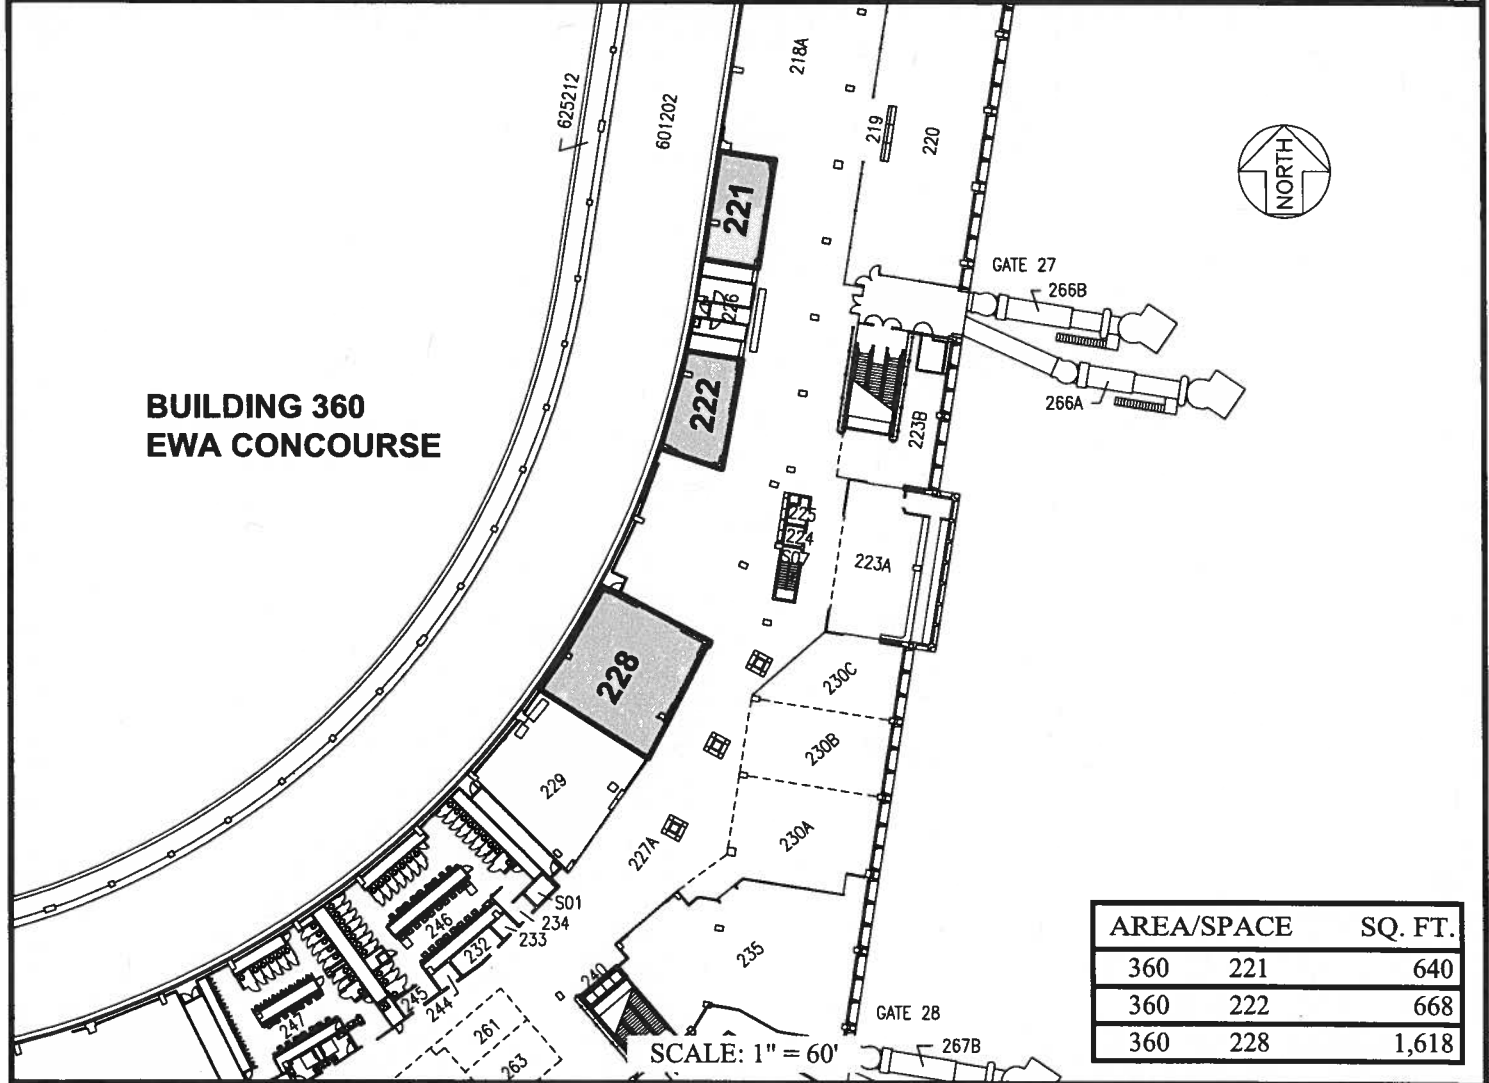 218A
625212
601202
219
220
NORTH
221
GATE 27
266B
226
222
266A
223B
BUILDING 360
EWA CONCOURSE
225
224
S07
223A
228
230C
230B
229
230A
227A
S01
234
233
246
232
235
240
245
244
247
261
263
GATE 28
267B
SCALE: 1" = 60'
AREA/SPACE SQ. FT.
360 221 640
360 222 668
360 228 1,618